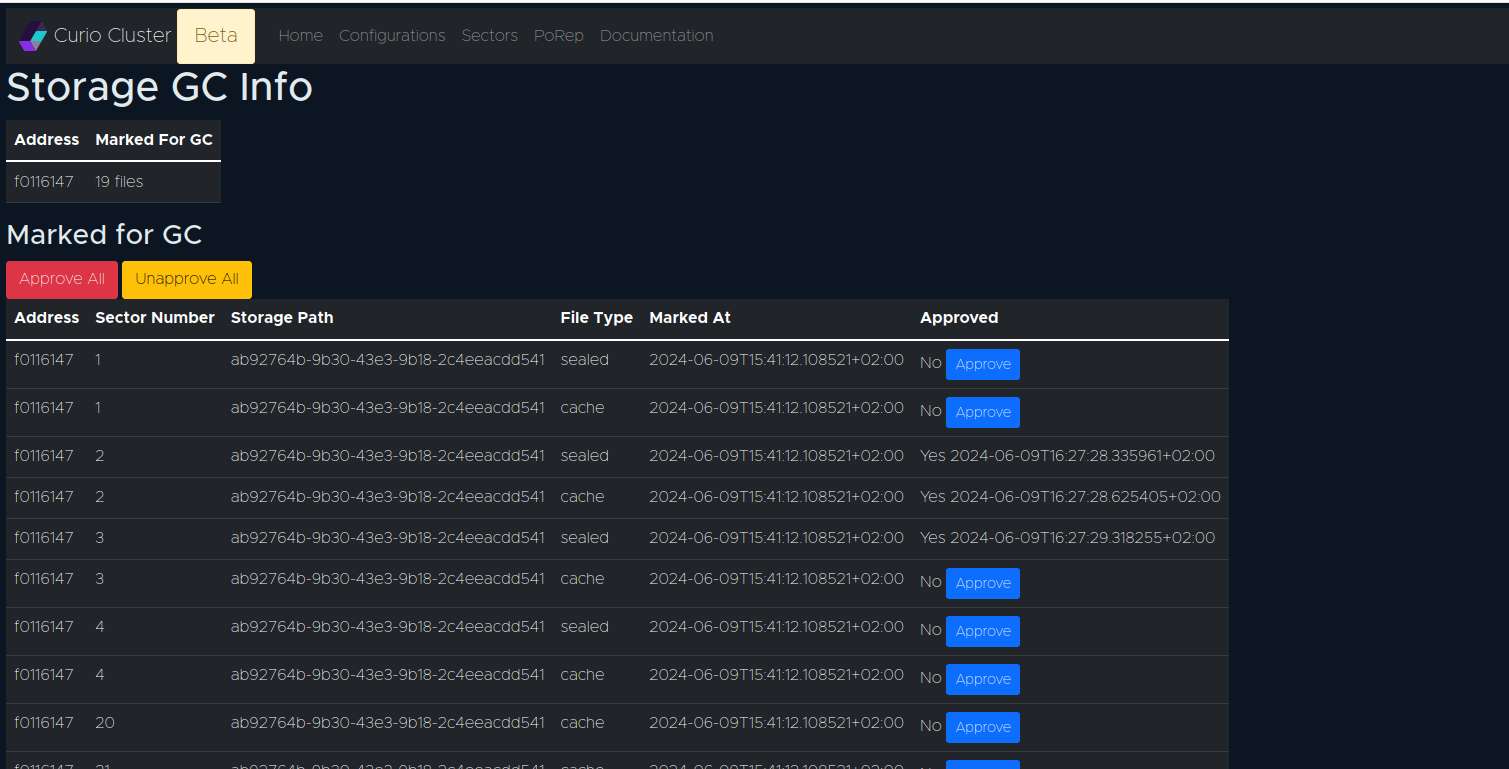 Curio Cluster Beta Home Configurations Sectors PoRep Documentation
Storage GC Info
Address Marked For GC
f0116147 19 files
Marked for GC
Approve All Unapprove All
Address Sector Number Storage Path File Type Marked At Approved
f0116147 1 ab92764b-9b30-43e3-9b18-2c4eeacdd541 sealed 2024-06-09T15:41:12.108521+02:00 No Approve
f0116147 1 ab92764b-9b30-43e3-9b18-2c4eeacdd541 cache 2024-06-09T15:41:12.108521+02:00 No Approve
f0116147 2 ab92764b-9b30-43e3-9b18-2c4eeacdd541 sealed 2024-06-09T15:41:12.108521+02:00 Yes 2024-06-09T16:27:28.335961+02:00
f0116147 2 ab92764b-9b30-43e3-9b18-2c4eeacdd541 cache 2024-06-09T15:41:12.108521+02:00 Yes 2024-06-09T16:27:28.625405+02:00
f0116147 3 ab92764b-9b30-43e3-9b18-2c4eeacdd541 sealed 2024-06-09T15:41:12.108521+02:00 Yes 2024-06-09T16:27:29.318255+02:00
f0116147 3 ab92764b-9b30-43e3-9b18-2c4eeacdd541 cache 2024-06-09T15:41:12.108521+02:00 No Approve
f0116147 4 ab92764b-9b30-43e3-9b18-2c4eeacdd541 sealed 2024-06-09T15:41:12.108521+02:00 No Approve
f0116147 4 ab92764b-9b30-43e3-9b18-2c4eeacdd541 cache 2024-06-09T15:41:12.108521+02:00 No Approve
f0116147 20 ab92764b-9b30-43e3-9b18-2c4eeacdd541 cache 2024-06-09T15:41:12.108521+02:00 No Approve